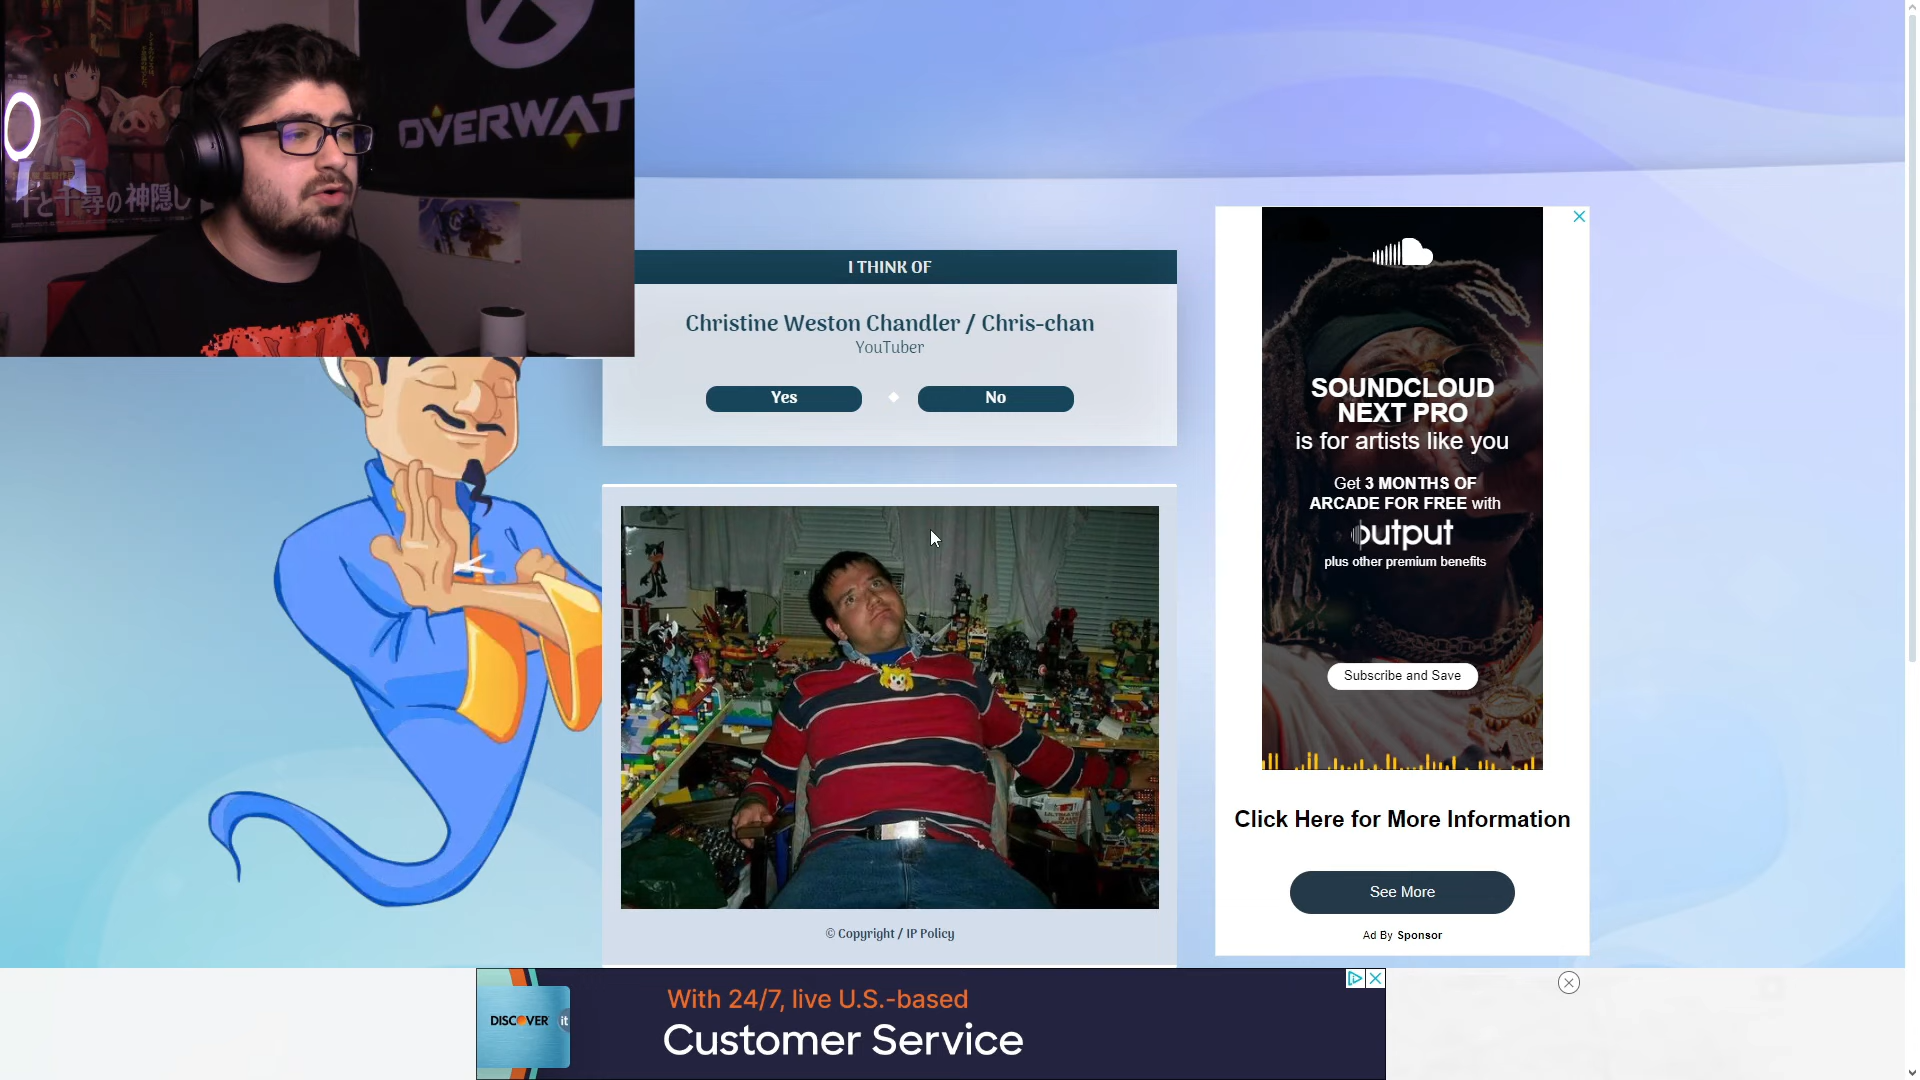 OVERWAT
千と千尋の神隠し
I THINK OF
Christine Weston Chandler / Chris-chan
YouTuber
Yes
No
© Copyright / IP Policy
SOUNDCLOUD
NEXT PRO
is for artists like you
Get 3 MONTHS OF
ARCADE FOR FREE with
output
plus other premium benefits
Subscribe and Save
Click Here for More Information
See More
Ad By Sponsor
DISCOVER it
With 24/7, live U.S.-based
Customer Service